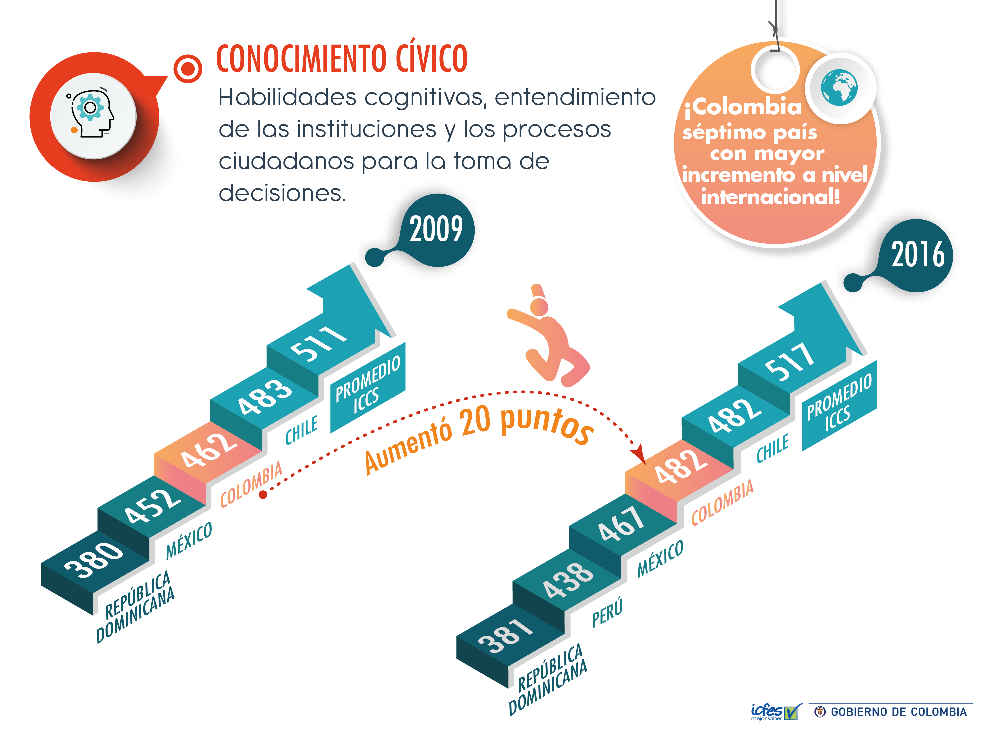 CONOCIMIENTO CÍVICO
Habilidades cognitivas, entendimiento
de las instituciones y los procesos
ciudadanos para la toma de
decisiones.
¡Colombia
séptimo país
con mayor
incremento a nivel
internacional!
2009
511
PROMEDIO
ICCS
483
CHILE
462
COLOMBIA
452
MÉXICO
380
REPÚBLICA
DOMINICANA
Aumentó 20 puntos
2016
517
PROMEDIO
ICCS
482
CHILE
482
COLOMBIA
467
MÉXICO
438
PERÚ
381
REPÚBLICA
DOMINICANA
icfes
mejor saber
GOBIERNO DE COLOMBIA